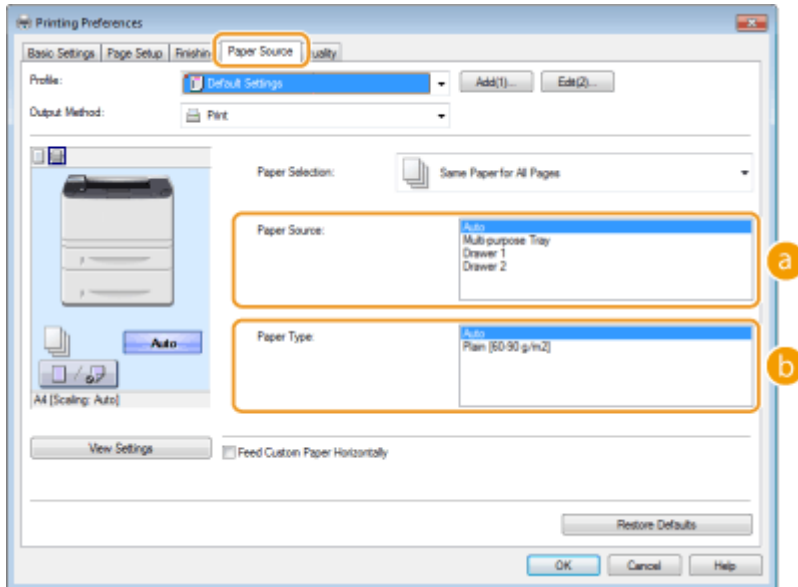 Printing Preferences
Basic Settings Page Setup Finishin Paper Source uality
Profile: Default Settings Add(1)... Edit(2)...
Output Method: Print
Paper Selection: Same Paper for All Pages
Paper Source: Auto
Multi-purpose Tray
Drawer 1
Drawer 2
a
Paper Type: Auto
Plain [60-90 g/m2]
b
Auto
A4 [Scaling: Auto]
View Settings Feed Custom Paper Horizontally
Restore Defaults
OK Cancel Help